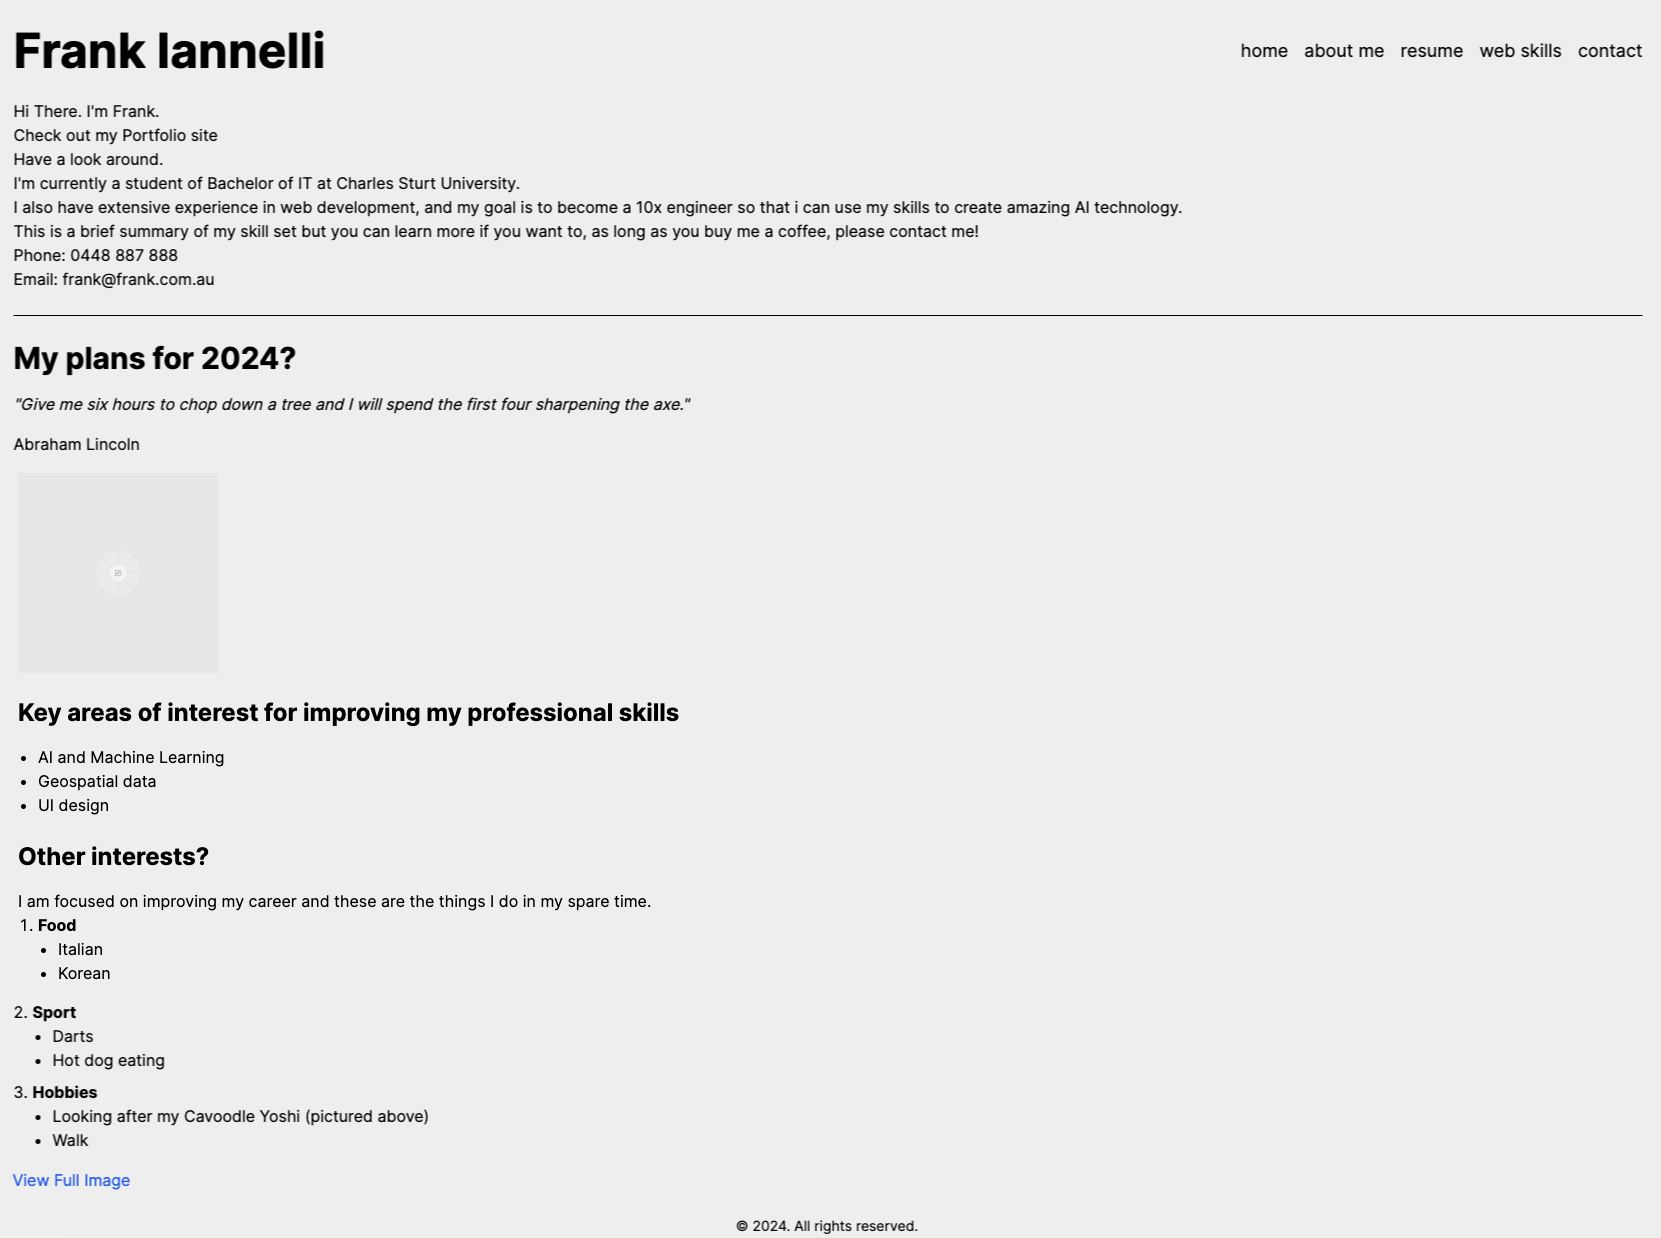 Frank Iannelli
home about me resume web skills contact
Hi There. I'm Frank.
Check out my Portfolio site
Have a look around.
I'm currently a student of Bachelor of IT at Charles Sturt University.
I also have extensive experience in web development, and my goal is to become a 10x engineer so that i can use my skills to create amazing AI technology.
This is a brief summary of my skill set but you can learn more if you want to, as long as you buy me a coffee, please contact me!
Phone: 0448 887 888
Email: frank@frank.com.au
My plans for 2024?
"Give me six hours to chop down a tree and I will spend the first four sharpening the axe."
Abraham Lincoln
Key areas of interest for improving my professional skills
• AI and Machine Learning
• Geospatial data
• UI design
Other interests?
I am focused on improving my career and these are the things I do in my spare time.
1. Food
• Italian
• Korean
2. Sport
• Darts
• Hot dog eating
3. Hobbies
• Looking after my Cavoodle Yoshi (pictured above)
• Walk
View Full Image
© 2024. All rights reserved.